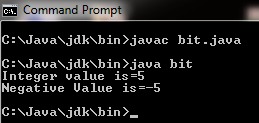 Command Prompt
C:\Java\jdk\bin>javac bit.java
C:\Java\jdk\bin>java bit
Integer value is=5
Negative Value is=-5
C:\Java\jdk\bin>_